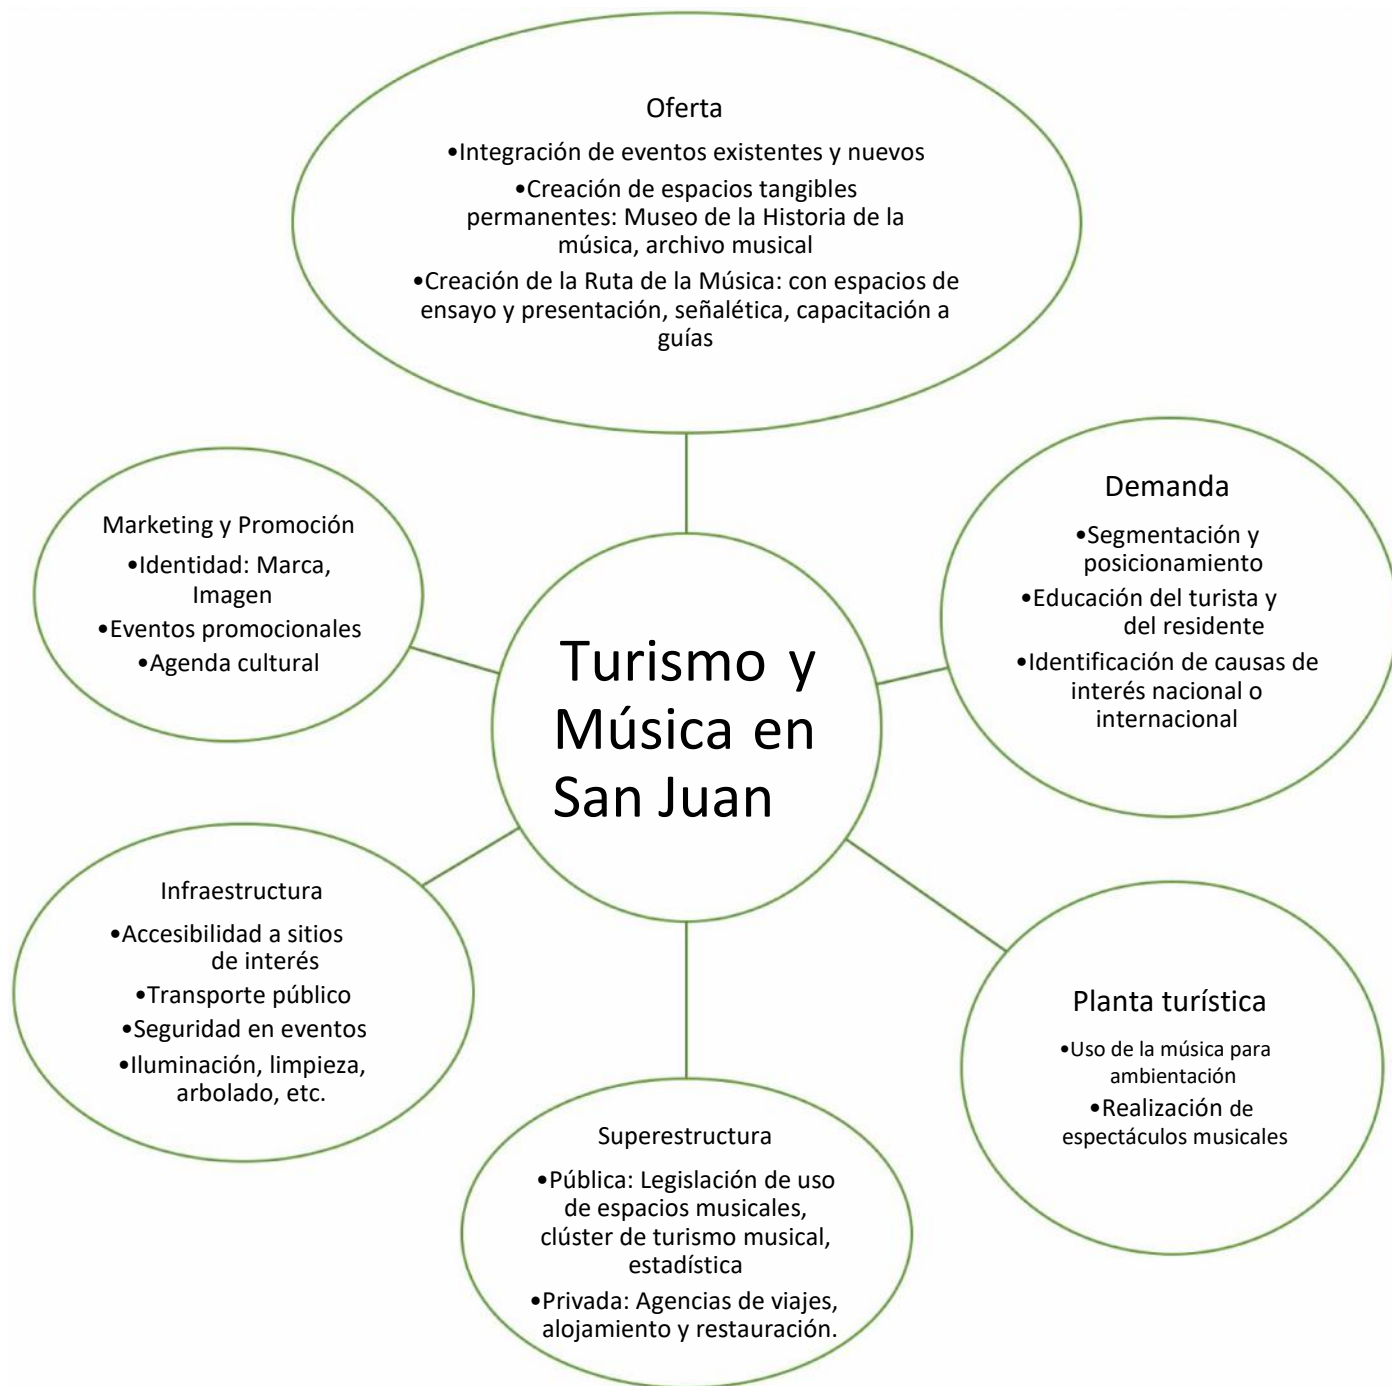 Oferta
•Integración de eventos existentes y nuevos
•Creación de espacios tangibles
permanentes: Museo de la Historia de la
música, archivo musical
•Creación de la Ruta de la Música: con espacios de
ensayo y presentación, señalética, capacitación a
guías
Demanda
•Segmentación y
posicionamiento
•Educación del turista y
del residente
•Identificación de causas de
interés nacional o
internacional
Marketing y Promoción
•Identidad: Marca,
Imagen
•Eventos promocionales
•Agenda cultural
Turismo y
Música en
San Juan
Infraestructura
•Accesibilidad a sitios
de interés
•Transporte público
•Seguridad en eventos
•Iluminación, limpieza,
arbolado, etc.
Planta turística
•Uso de la música para
ambientación
•Realización de
espectáculos musicales
Superestructura
•Pública: Legislación de uso
de espacios musicales,
clúster de turismo musical,
estadística
•Privada: Agencias de viajes,
alojamiento y restauración.